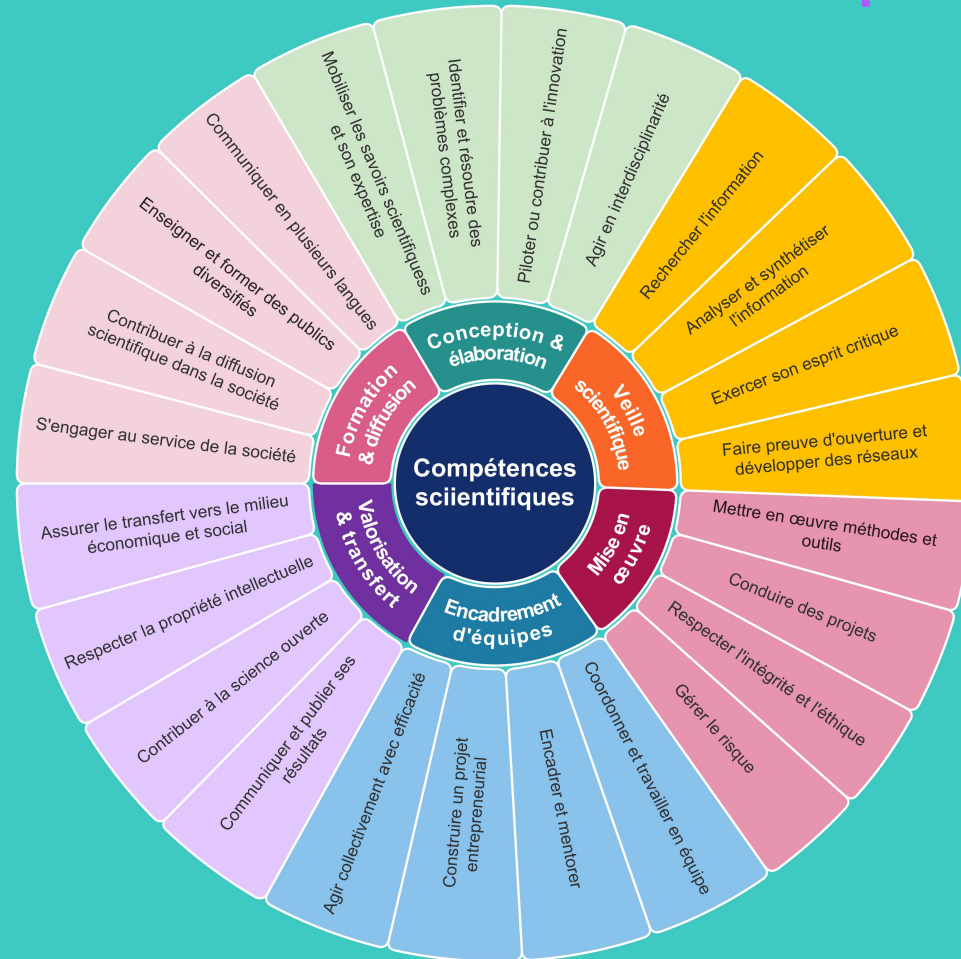 Compétences
sciientifiques
Conception &
élaboration
Mobiliser les savoirs scientifiquess
et son expertise
Identifier et résoudre des
problèmes complexes
Piloter ou contribuer à l'innovation
Agir en interdisciplinarité
Veille
scientifique
Rechercher l'information
Analyser et synthétiser
l'information
Exercer son esprit critique
Faire preuve d'ouverture et
développer des réseaux
Mise en
œuvre
Mettre en œuvre méthodes et
outils
Conduire des projets
Respecter l'intégrité et l'éthique
Gérer le risque
Encadrement
d'équipes
Coordonner et travailler en équipe
Encadrer et mentorer
Construire un projet
entrepreneurial
Agir collectivement avec efficacité
Valorisation
& transfert
Communiquer et publier ses
résultats
Contribuer à la science ouverte
Respecter la propriété intellectuelle
Assurer le transfert vers le milieu
économique et social
Formation
& diffusion
S'engager au service de la société
Contribuer à la diffusion
scientifique dans la société
Enseigner et former des publics
diversifiés
Communiquer en plusieurs langues